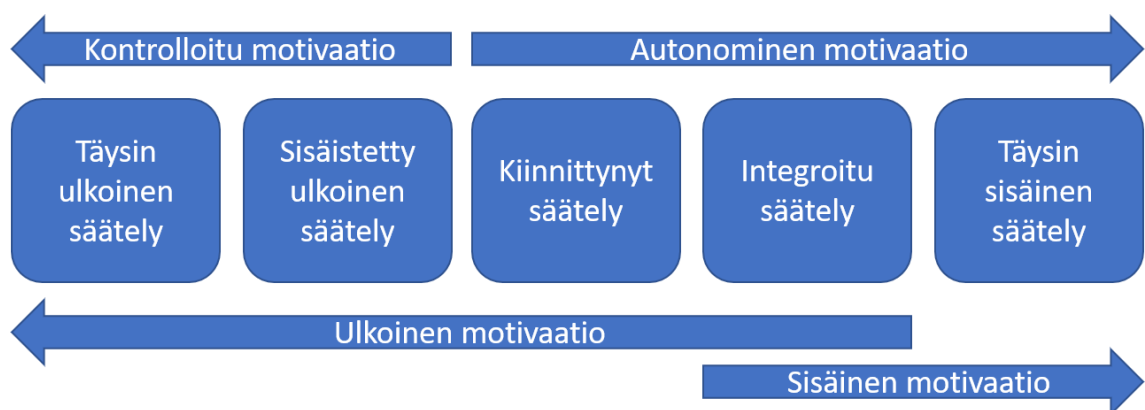 Kontrolloitu motivaatio
Autonominen motivaatio
Täysin
ulkoinen
säätely
Sisäistetty
ulkoinen
säätely
Kiinnittynyt
säätely
Integroitu
säätely
Täysin
sisäinen
säätely
Ulkoinen motivaatio
Sisäinen motivaatio